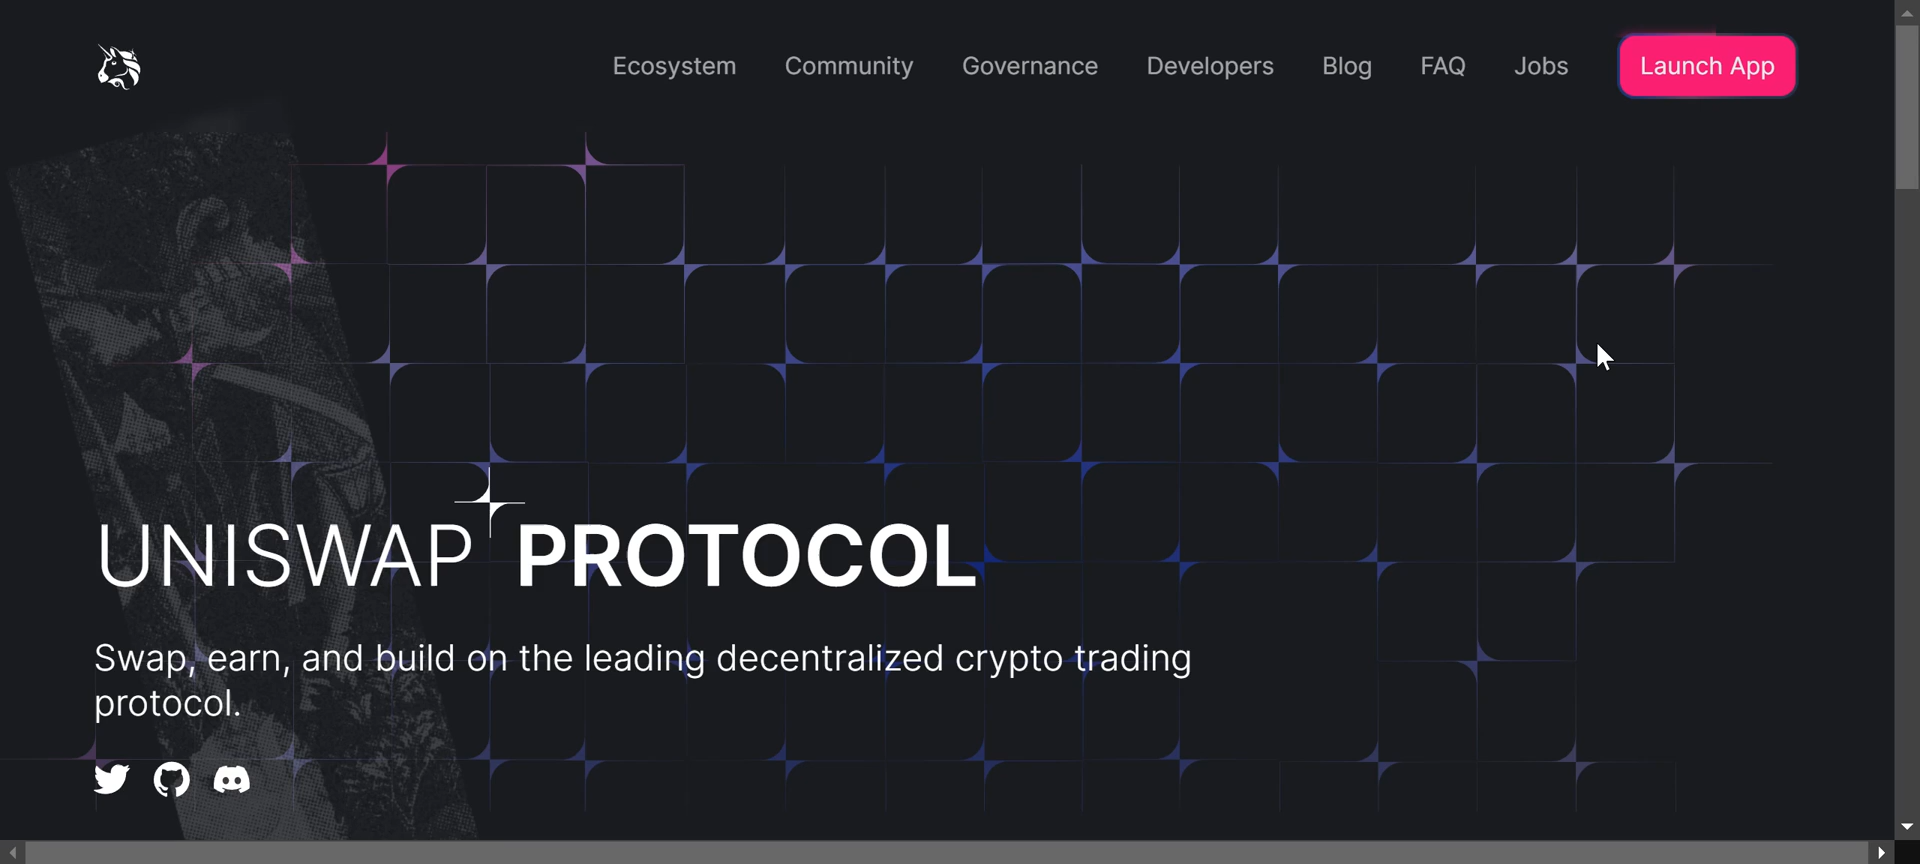 Ecosystem Community Governance Developers Blog FAQ Jobs Launch App
UNISWAP PROTOCOL
Swap, earn, and build on the leading decentralized crypto trading
protocol.